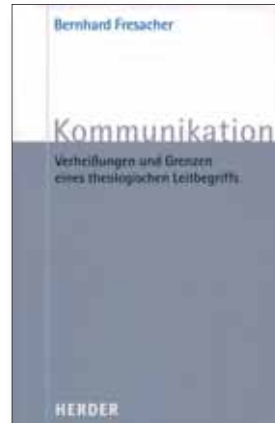 Bernhard Fresacher
Kommunikation
Verheißungen und Grenzen
eines theologischen Leitbegriffs
HERDER